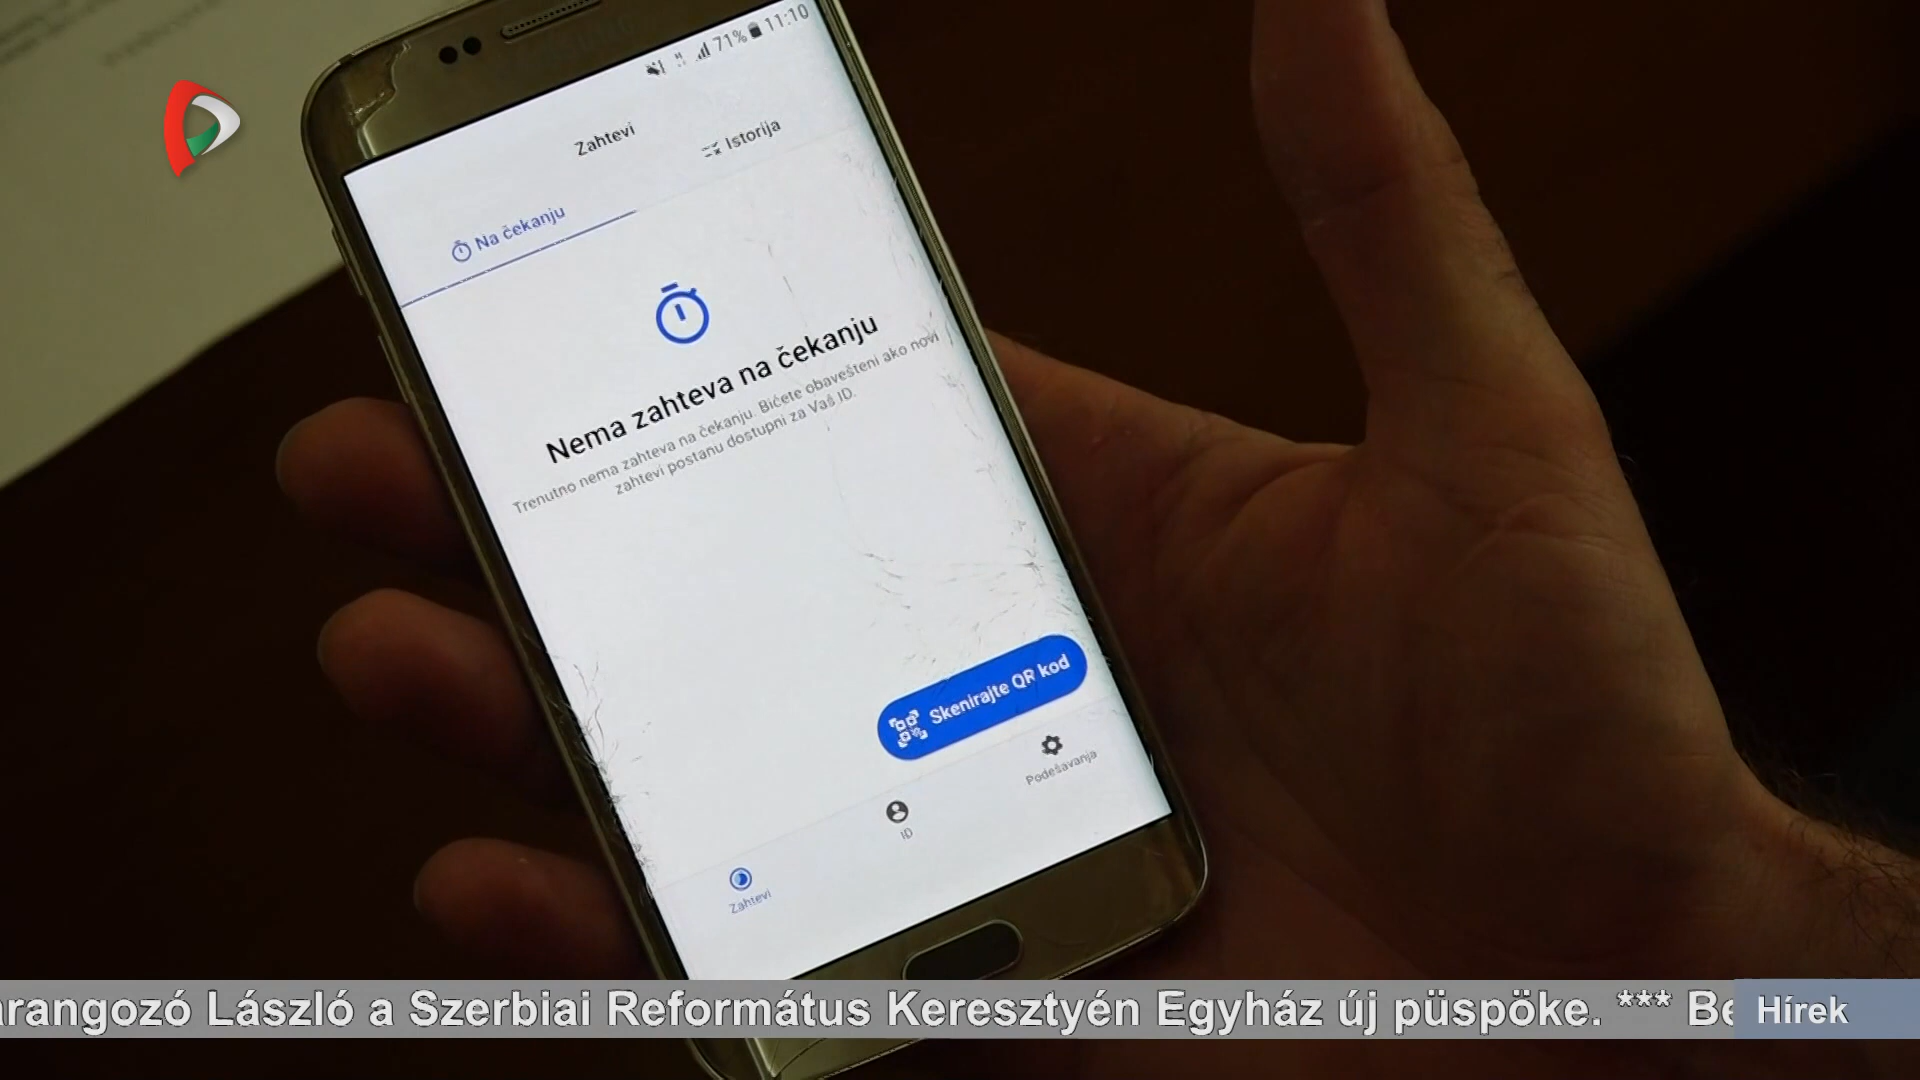 71% 11:10
Zahtevi
Na čekanju
Istorija
Nema zahteva na čekanju
Trenutno nema zahteva na čekanju. Bićete obavešteni ako novi
zahtevi postanu dostupni za Vaš ID.
Skenirajte QR kod
Zahtevi
ID
Podešavanja
László a Szerbiai Református Keresztyén Egyház új püspöke. ***
Hírek